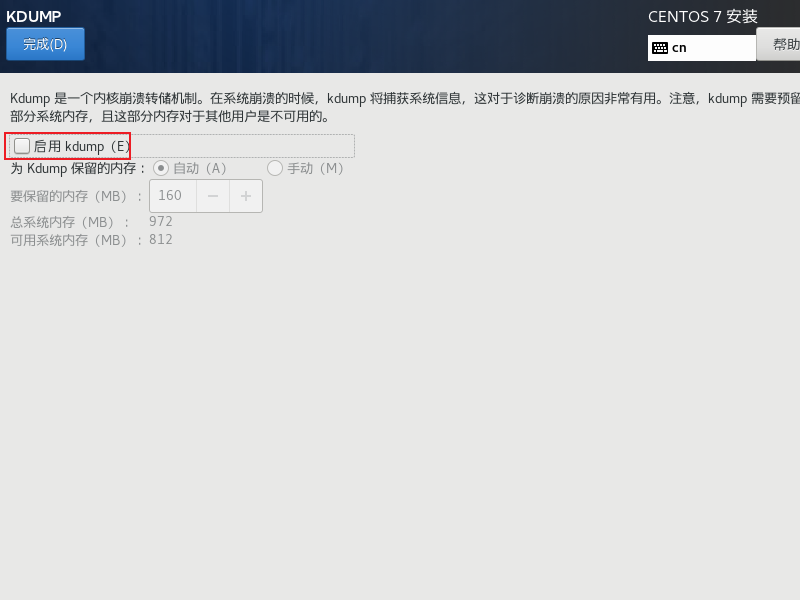 KDUMP
CENTOS 7 安装
完成(D)
cn
帮助
Kdump 是一个内核崩溃转储机制。在系统崩溃的时候，kdump 将捕获系统信息，这对于诊断崩溃的原因非常有用。注意，kdump 需要预留
部分系统内存，且这部分内存对于其他用户是不可用的。
启用 kdump（E）
为 Kdump 保留的内存：
自动（A）
手动（M）
要保留的内存（MB）：
160
总系统内存（MB）：
972
可用系统内存（MB）：
812